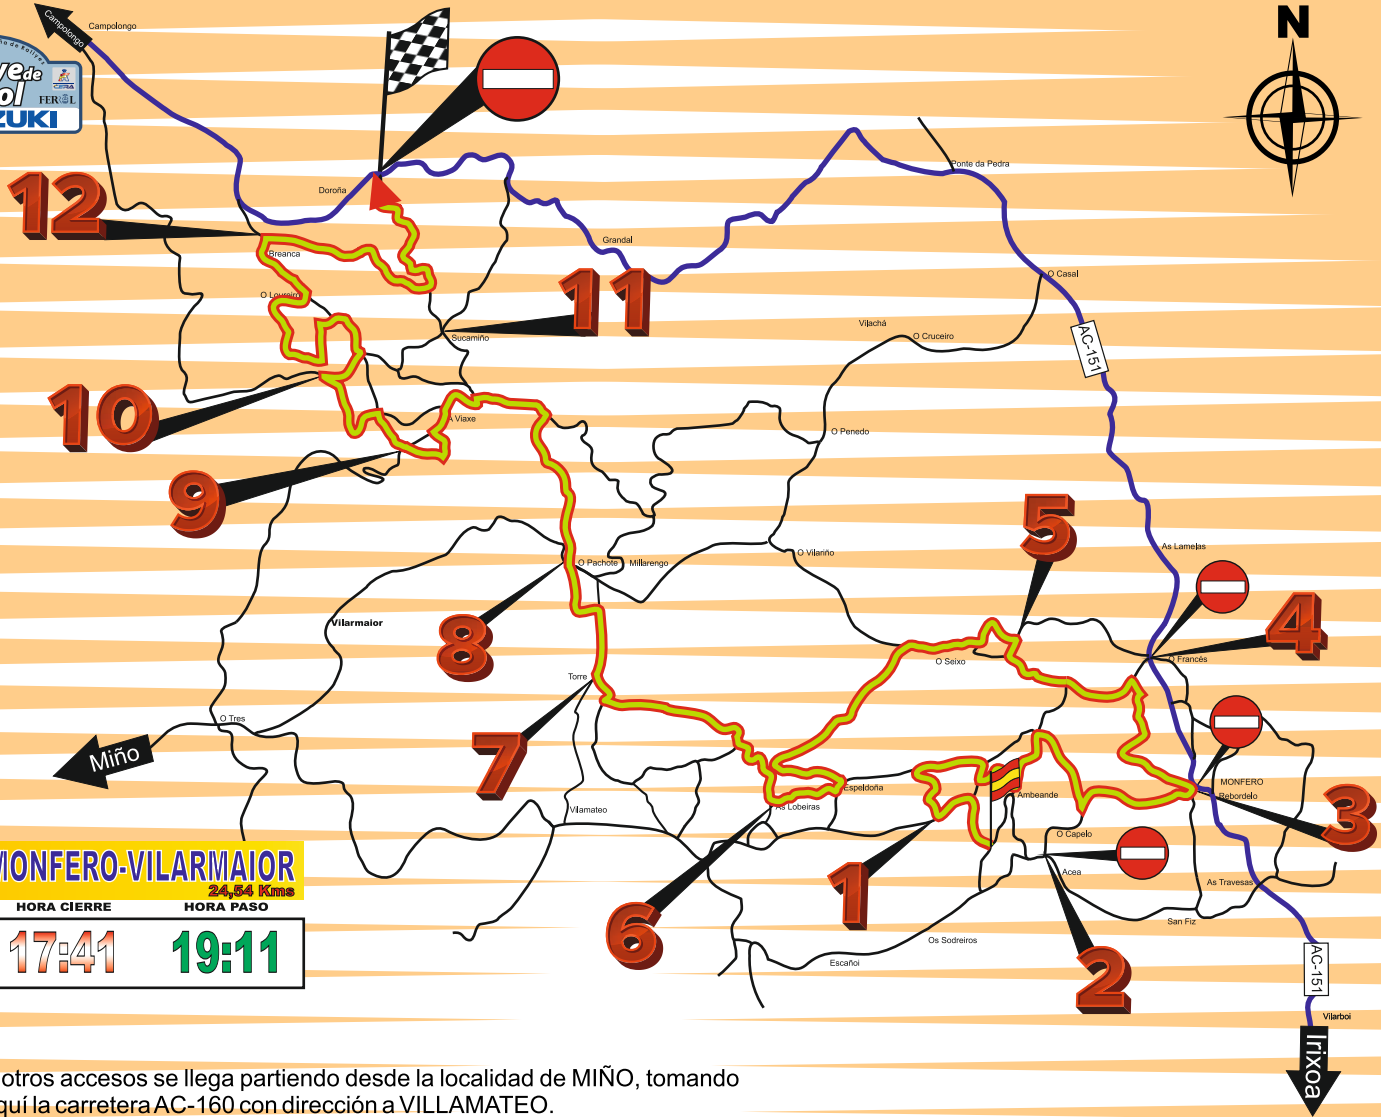 Campolongo
Campolongo
N
FERROL
CERA
12
Doroña
Ponte da Pedra
Grandal
Breanca
O Casal
O Loureiro
11
Vilachá
O Cruceiro
Sucamiño
AC-151
10
A Viaxe
O Penedo
9
5
As Lamelas
O Vilariño
O Pachote
Millarengo
Vilarmaior
8
4
O Seixo
O Francés
Torre
O Tres
Miño
7
MONFERO
Rebordelo
Espeldoña
Ambeande
As Lobeiras
Vilamateo
3
O Capelo
1
Acea
As Travesas
6
San Fiz
Os Sodreiros
Escañoi
2
AC-151
Vilarboi
Irixoa
MONFERO-VILARMAIOR
24,54 Kms
HORA CIERRE HORA PASO
17:41 19:11
otros accesos se llega partiendo desde la localidad de MIÑO, tomando
quí la carretera AC-160 con dirección a VILLAMATEO.